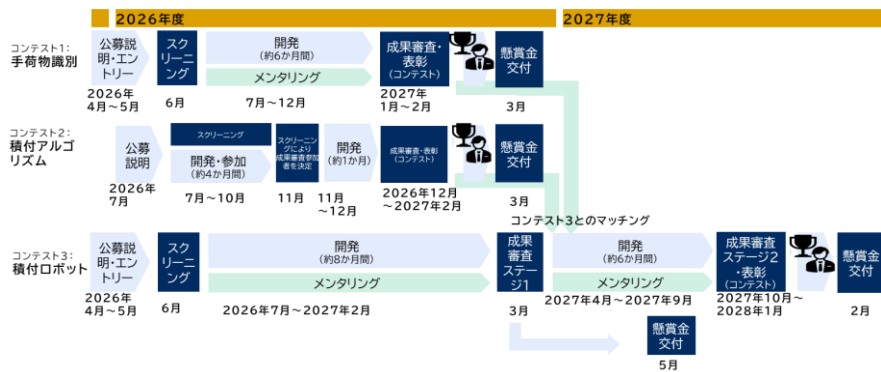 2026年度
2027年度
コンテスト1:
手荷物識別
公募説
明・エン
トリー
スク
リーニ
ング
開発
(約6か月間)
メンタリング
成果審査・
表彰
(コンテスト)
懸賞金
交付
2026年
4月~5月
6月
7月~12月
2027年
1月~2月
3月
コンテスト2:
積付アルゴ
リズム
公募
説明
スクリーニング
開発・参加
(約4か月間)
スクリーニン
グにより
成果審査参加
者を決定
開発
(約1か月)
成果審査・表彰
(コンテスト)
懸賞金
交付
2026年
7月
7月~10月
11月
11月
~12月
2026年12月
~2027年2月
3月
コンテスト3とのマッチング
コンテスト3:
積付ロボット
公募説
明・エン
トリー
スク
リーニ
ング
開発
(約8か月間)
メンタリング
成果
審査
ステー
ジ1
開発
(約6か月間)
メンタリング
成果審査
ステージ2
・表彰
(コンテスト)
懸賞金
交付
2026年
4月~5月
6月
2026年7月~2027年2月
3月
2027年4月~2027年9月
2027年10月~
2028年1月
2月
懸賞金
交付
5月